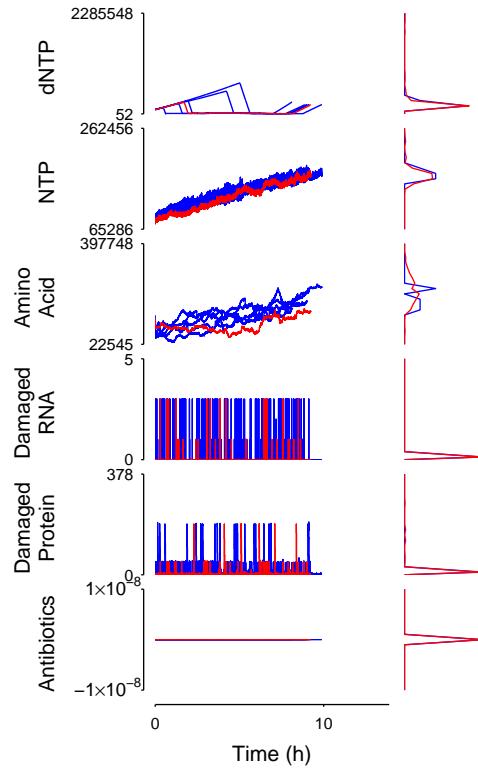 2285548
dNTP
52
262456
NTP
65286
397748
Amino
Acid
22545
5
Damaged
RNA
0
378
Damaged
Protein
0
1×10⁻⁸
Antibiotics
−1×10⁻⁸
0 10
Time (h)